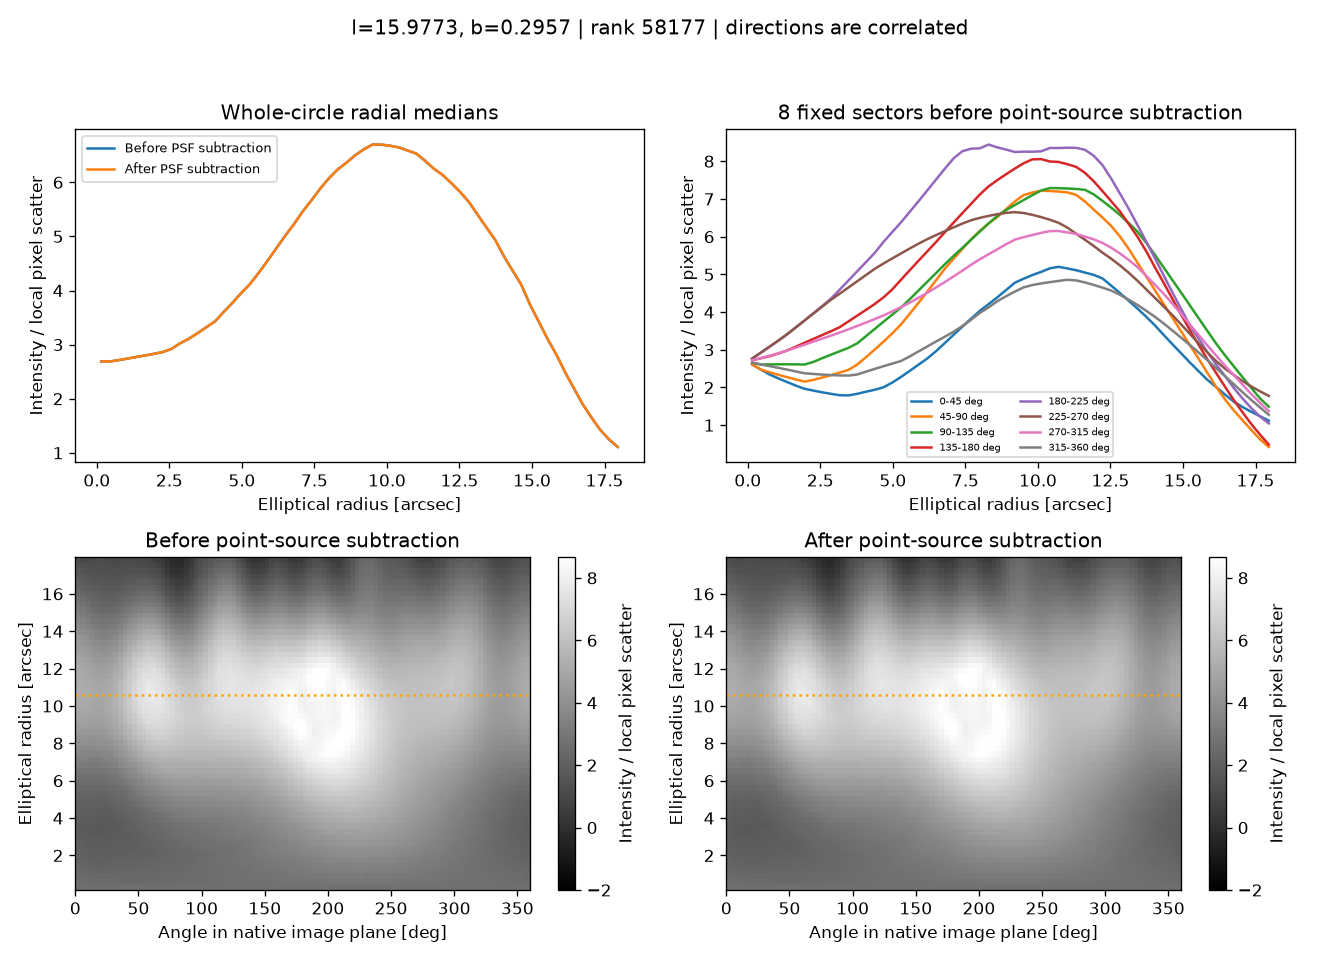 l=15.9773, b=0.2957 | rank 58177 | directions are correlated
Whole-circle radial medians
Before PSF subtraction
After PSF subtraction
Intensity / local pixel scatter
6
5
4
3
2
1
0.0 2.5 5.0 7.5 10.0 12.5 15.0 17.5
Elliptical radius [arcsec]
8 fixed sectors before point-source subtraction
Intensity / local pixel scatter
8
7
6
5
4
3
2
1
0-45 deg
45-90 deg
90-135 deg
135-180 deg
180-225 deg
225-270 deg
270-315 deg
315-360 deg
0.0 2.5 5.0 7.5 10.0 12.5 15.0 17.5
Elliptical radius [arcsec]
Before point-source subtraction
Elliptical radius [arcsec]
16
14
12
10
8
6
4
2
0 50 100 150 200 250 300 350
Angle in native image plane [deg]
8
6
4
2
0
−2
Intensity / local pixel scatter
After point-source subtraction
Elliptical radius [arcsec]
16
14
12
10
8
6
4
2
0 50 100 150 200 250 300 350
Angle in native image plane [deg]
8
6
4
2
0
−2
Intensity / local pixel scatter